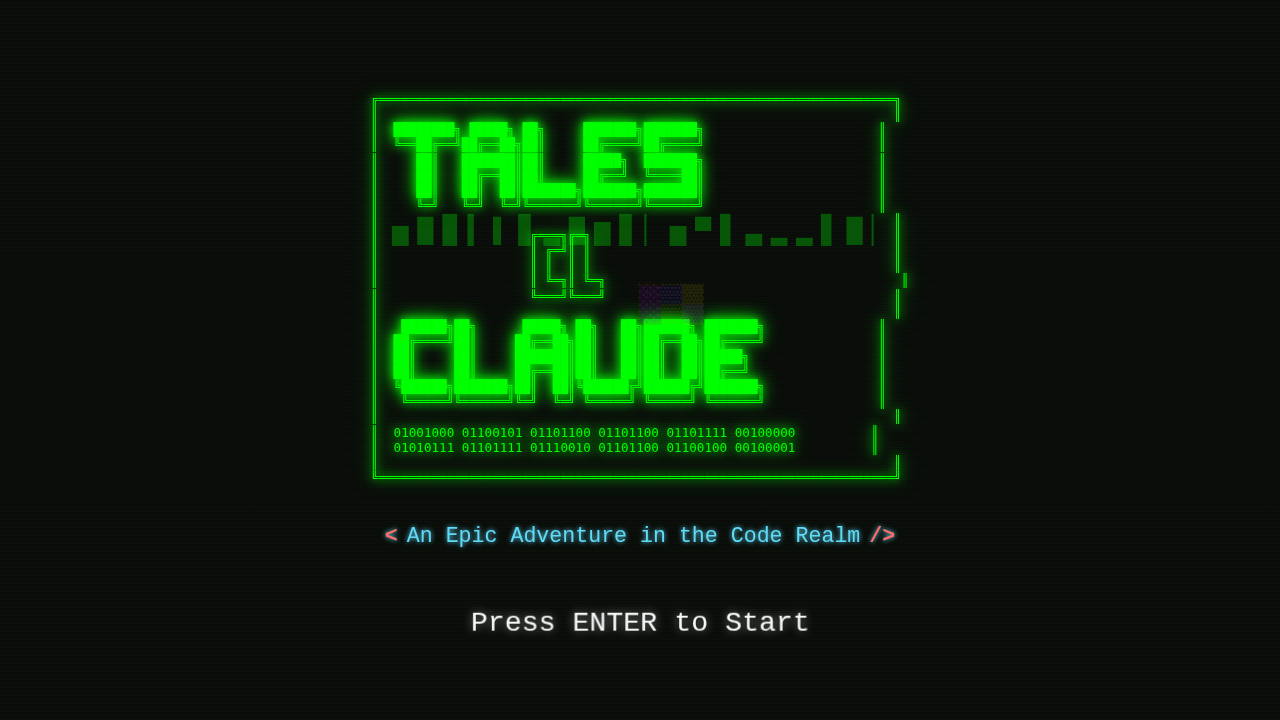 TALES
CLAUDE
01001000 01100101 01101100 01101100 01101111 00100000
01010111 01101111 01110010 01101100 01100100 00100001
< An Epic Adventure in the Code Realm />
Press ENTER to Start